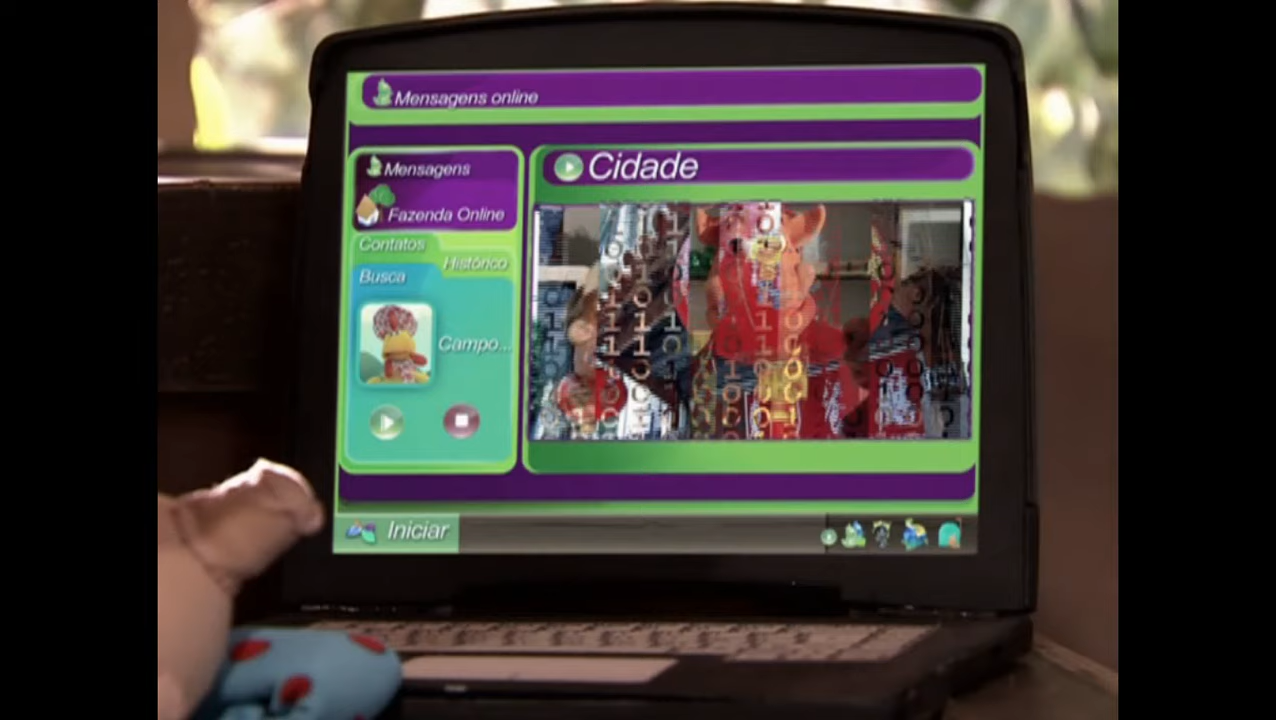 Mensagens online
Mensagens
Fazenda Online
Contatos
Histórico
Busca
Campo...
Cidade
Iniciar